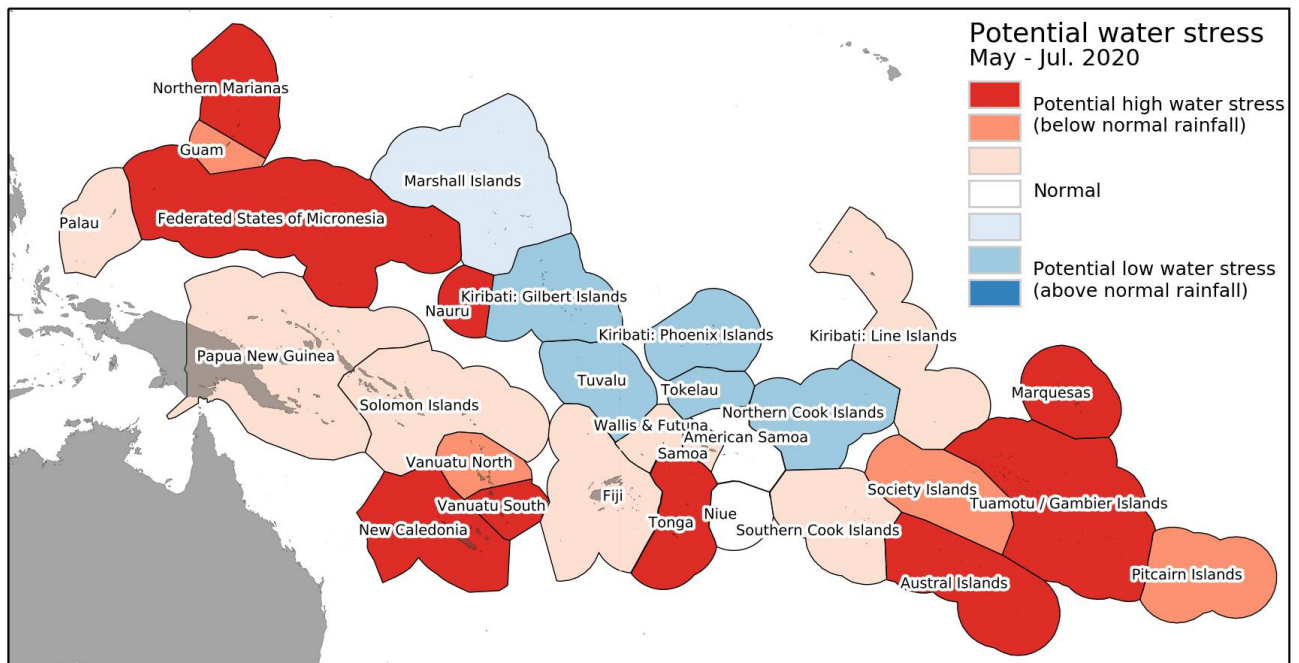 Potential water stress
May - Jul. 2020
Potential high water stress
(below normal rainfall)
Normal
Potential low water stress
(above normal rainfall)
Northern Marianas
Guam
Marshall Islands
Palau
Federated States of Micronesia
Kiribati: Gilbert Islands
Nauru
Kiribati: Phoenix Islands
Kiribati: Line Islands
Papua New Guinea
Tuvalu
Tokelau
Marquesas
Solomon Islands
Northern Cook Islands
Wallis & Futuna
American Samoa
Samoa
Vanuatu North
Society Islands
Fiji
Vanuatu South
Tuamotu / Gambier Islands
Niue
Tonga
New Caledonia
Southern Cook Islands
Pitcairn Islands
Austral Islands